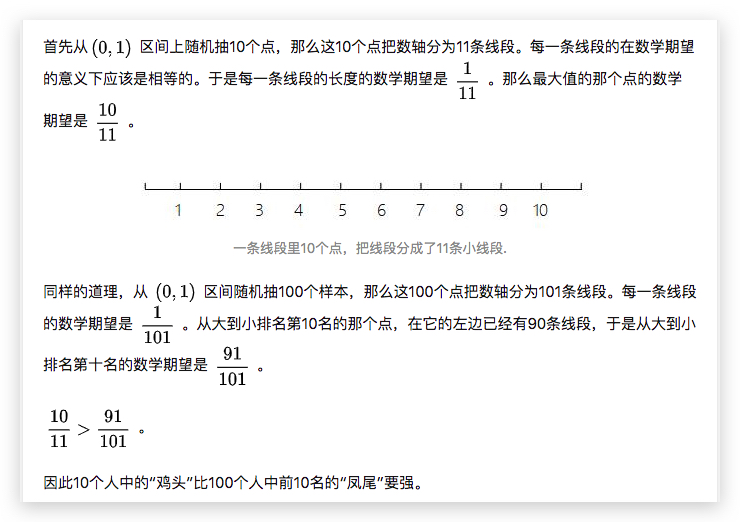 首先从 (0, 1) 区间上随机抽10个点，那么这10个点把数轴分为11条线段。每一条线段的在数学期望
的意义下应该是相等的。于是每一条线段的长度的数学期望是 1/11 。那么最大值的那个点的数学
期望是 10/11 。
1 2 3 4 5 6 7 8 9 10
一条线段里10个点，把线段分成了11条小线段.
同样的道理，从 (0, 1) 区间随机抽100个样本，那么这100个点把数轴分为101条线段。每一条线段
的数学期望是 1/101 。从大到小排名第10名的那个点，在它的左边已经有90条线段，于是从大到小
排名第十名的数学期望是 91/101 。
10/11 > 91/101 。
因此10个人中的“鸡头”比100个人中前10名的“凤尾”要强。